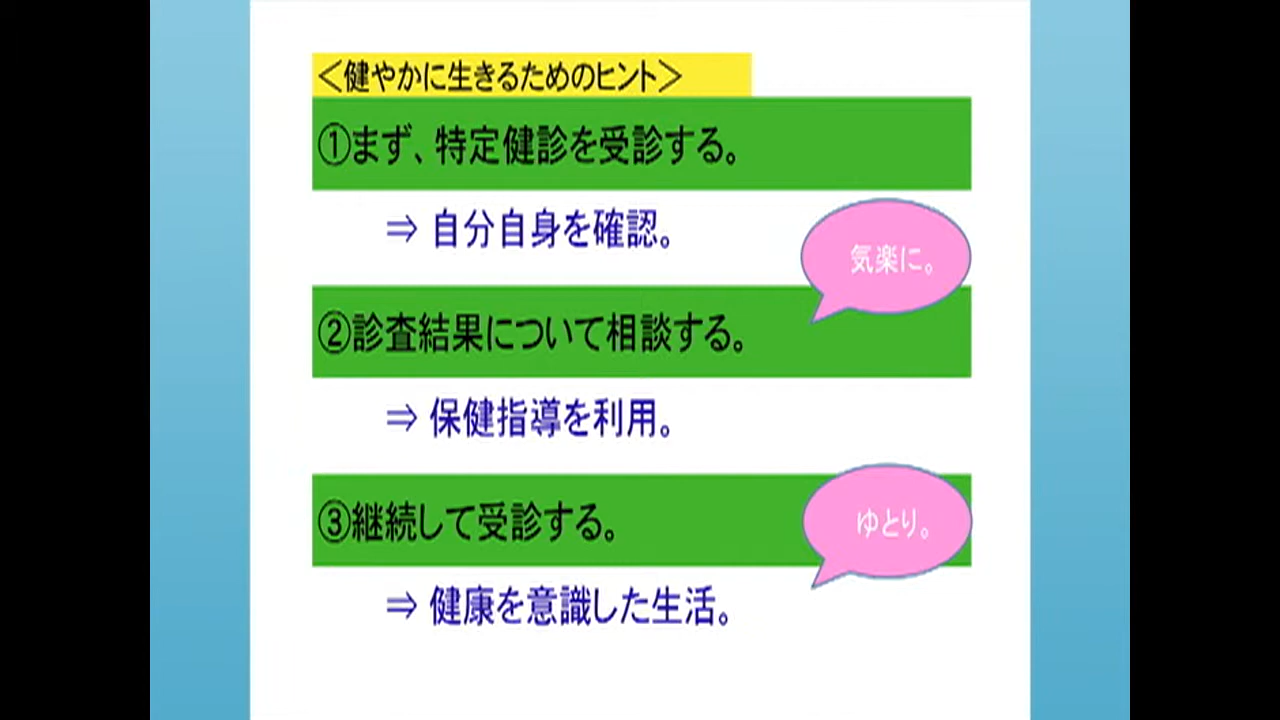 ＜健やかに生きるためのヒント＞
①まず、特定健診を受診する。
⇒ 自分自身を確認。
気楽に。
②診査結果について相談する。
⇒ 保健指導を利用。
③継続して受診する。
ゆとり。
⇒ 健康を意識した生活。